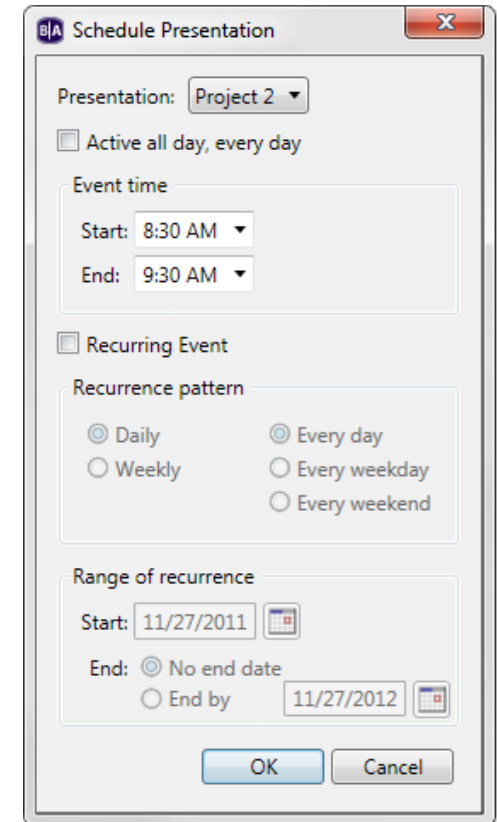 B|A Schedule Presentation
Presentation: Project 2
Active all day, every day
Event time
Start: 8:30 AM
End: 9:30 AM
Recurring Event
Recurrence pattern
Daily Every day
Weekly Every weekday
Every weekend
Range of recurrence
Start: 11/27/2011
End: No end date
End by 11/27/2012
OK Cancel